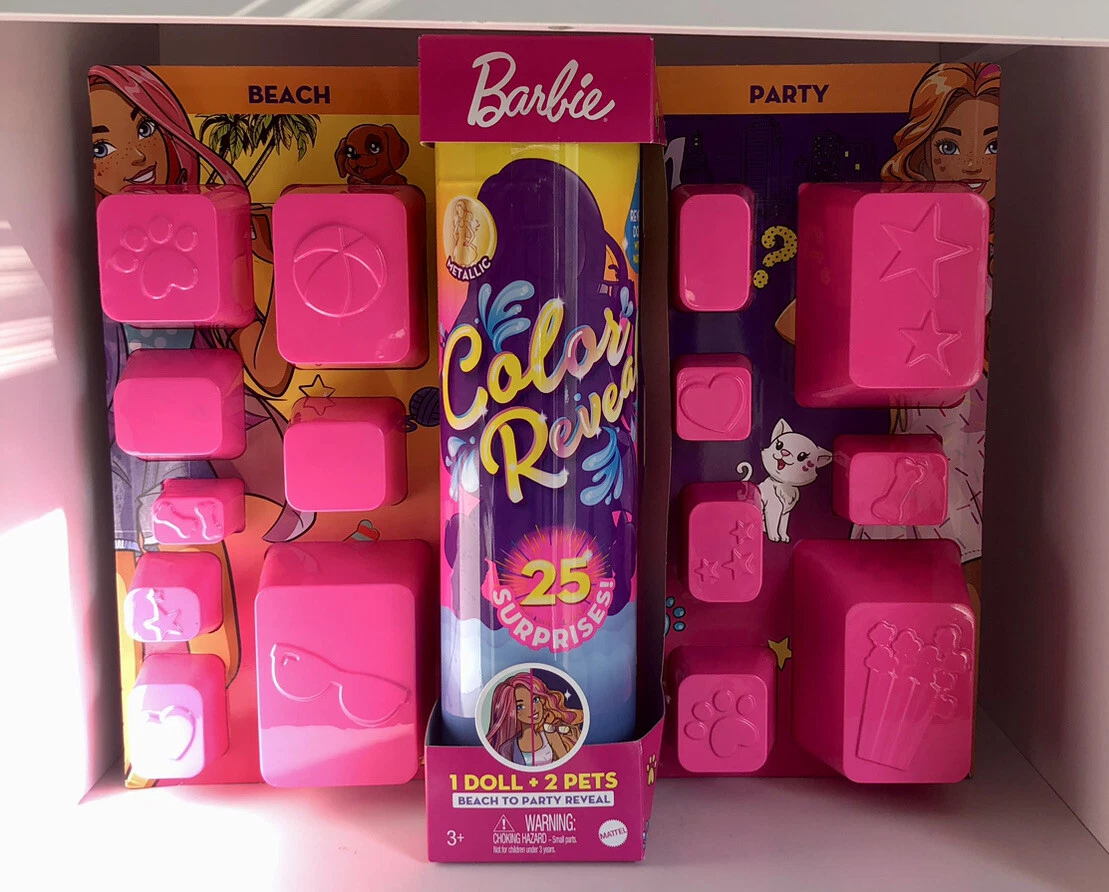 BEACH
Barbie
PARTY
METALLIC
Color
Reveal
25
SURPRISES!
1 DOLL + 2 PETS
BEACH TO PARTY REVEAL
3+
WARNING:
CHOKING HAZARD - Small parts.
Not for children under 3 years.
MATTEL